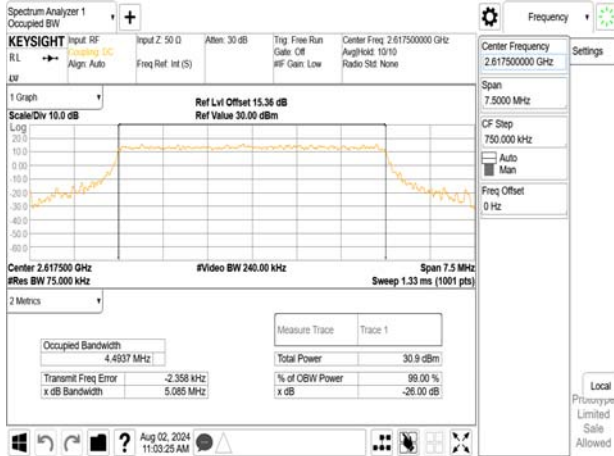 Spectrum Analyzer 1
Occupied BW
+
Frequency
KEYSIGHT
Input: RF
Input Z: 50 Ω
Atten: 30 dB
Trig: Free Run
Center Freq: 2.617500000 GHz
RL
Coupling: DC
Gate: Off
Avg|Hold: 10/10
Align: Auto
Freq Ref: Int (S)
#IF Gain: Low
Radio Std: None
Center Frequency
2.617500000 GHz
Settings
Span
7.5000 MHz
CF Step
750.000 kHz
Auto
Man
Freq Offset
0 Hz
1 Graph
Ref Lvl Offset 15.36 dB
Scale/Div 10.0 dB
Ref Value 30.00 dBm
Log
20.0
10.0
0.00
-10.0
-20.0
-30.0
-40.0
-50.0
-60.0
Center 2.617500 GHz
#Video BW 240.00 kHz
Span 7.5 MHz
#Res BW 75.000 kHz
Sweep 1.33 ms (1001 pts)
2 Metrics
Measure Trace
Trace 1
Occupied Bandwidth
4.4937 MHz
Total Power
30.9 dBm
Transmit Freq Error
-2.358 kHz
% of OBW Power
99.00 %
x dB Bandwidth
5.085 MHz
x dB
-26.00 dB
Local
Prototype
Limited
Sale
Allowed
?
Aug 02, 2024
11:03:25 AM